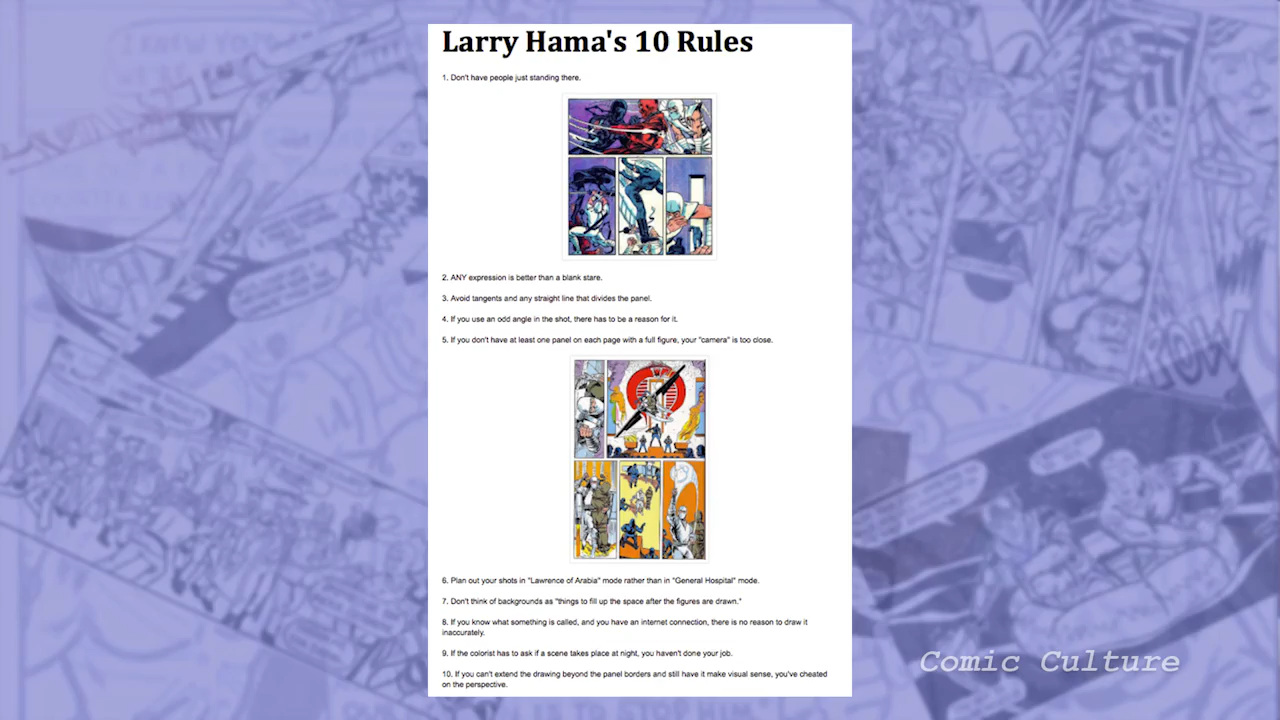 Larry Hama's 10 Rules
1. Don't have people just standing there.
2. ANY expression is better than a blank stare.
3. Avoid tangents and any straight line that divides the panel.
4. If you use an odd angle in the shot, there has to be a reason for it.
5. If you don't have at least one panel on each page with a full figure, your "camera" is too close.
6. Plan out your shots in "Lawrence of Arabia" mode rather than in "General Hospital" mode.
7. Don't think of backgrounds as "things to fill up the space after the figures are drawn."
8. If you know what something is called, and you have an internet connection, there is no reason to draw it
inaccurately.
9. If the colorist has to ask if a scene takes place at night, you haven't done your job.
10. If you can't extend the drawing beyond the panel borders and still have it make visual sense, you've cheated
on the perspective.
Comic Culture
POW